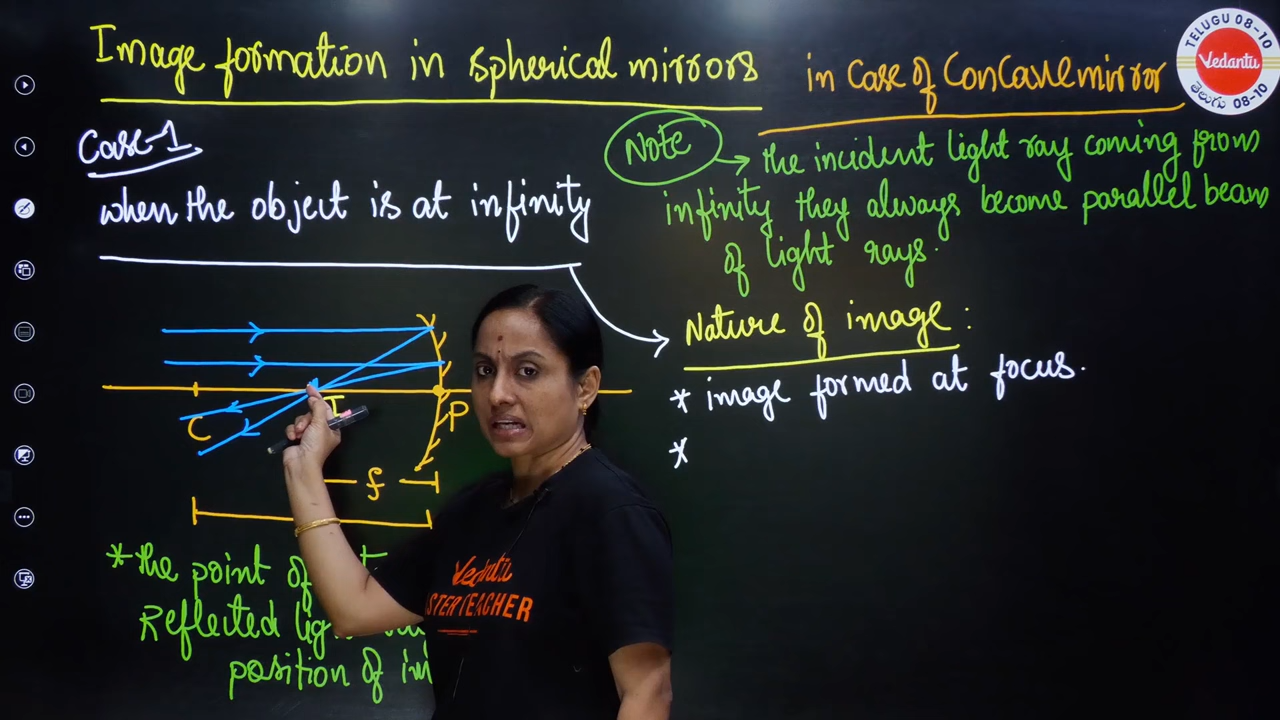 Image formation in spherical mirrors
in Case of Concave mirror
TELUGU 08-10
Vedantu
తెలుగు 08-10
Case-1
when the object is at infinity
Note → the incident light ray coming from
infinity they always become parallel beam
of light rays.
Nature of image :
* image formed at focus.
*
C
P
f
* the point of
Reflected
position of
Vedantu
TEACHER